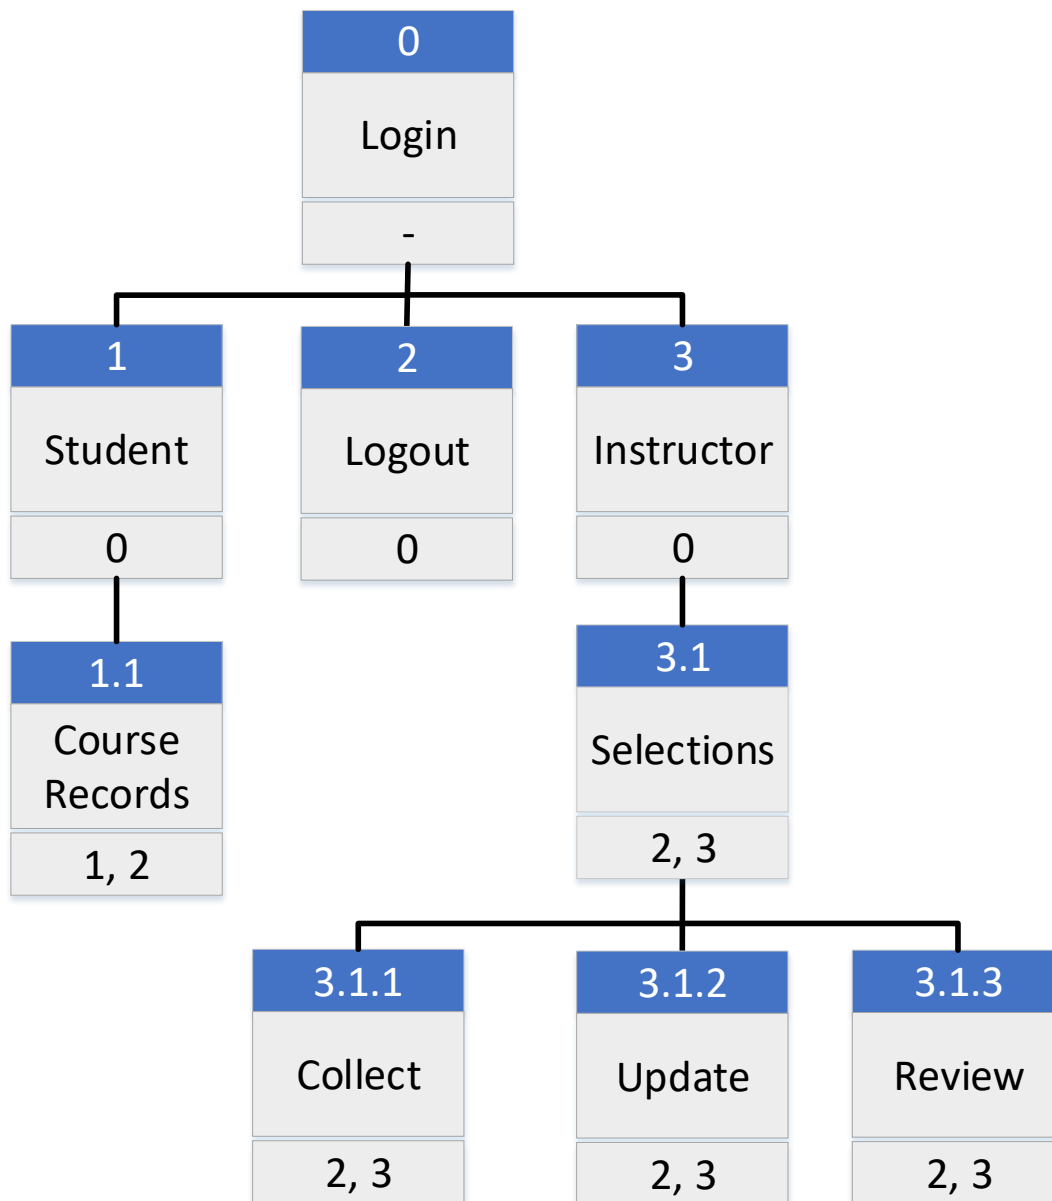 0
Login
-
1
2
3
Student
Logout
Instructor
0
0
0
1.1
3.1
Course
Records
Selections
1, 2
2, 3
3.1.1
3.1.2
3.1.3
Collect
Update
Review
2, 3
2, 3
2, 3